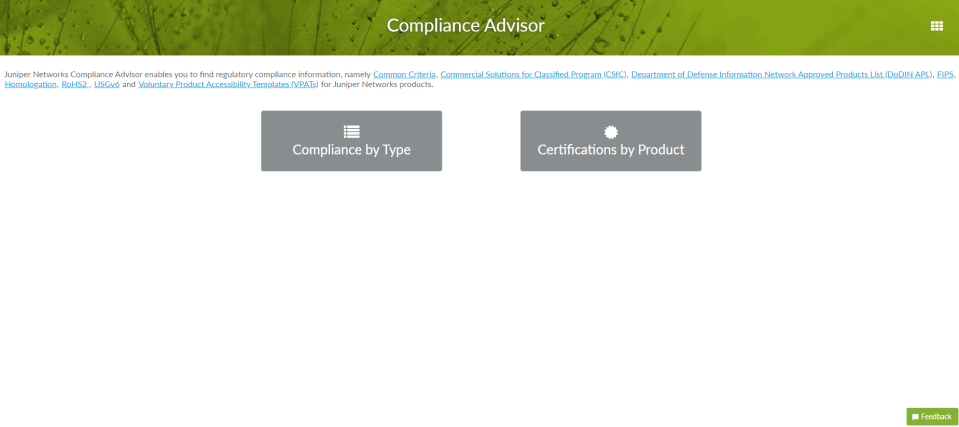 Compliance Advisor
Juniper Networks Compliance Advisor enables you to find regulatory compliance information, namely Common Criteria, Commercial Solutions for Classified Program (CSfC), Department of Defense Information Network Approved Products List (DoDIN APL), FIPS,
Homologation, RoHS2 , USGv6 and Voluntary Product Accessibility Templates (VPATs) for Juniper Networks products.
Compliance by Type
Certifications by Product
Feedback